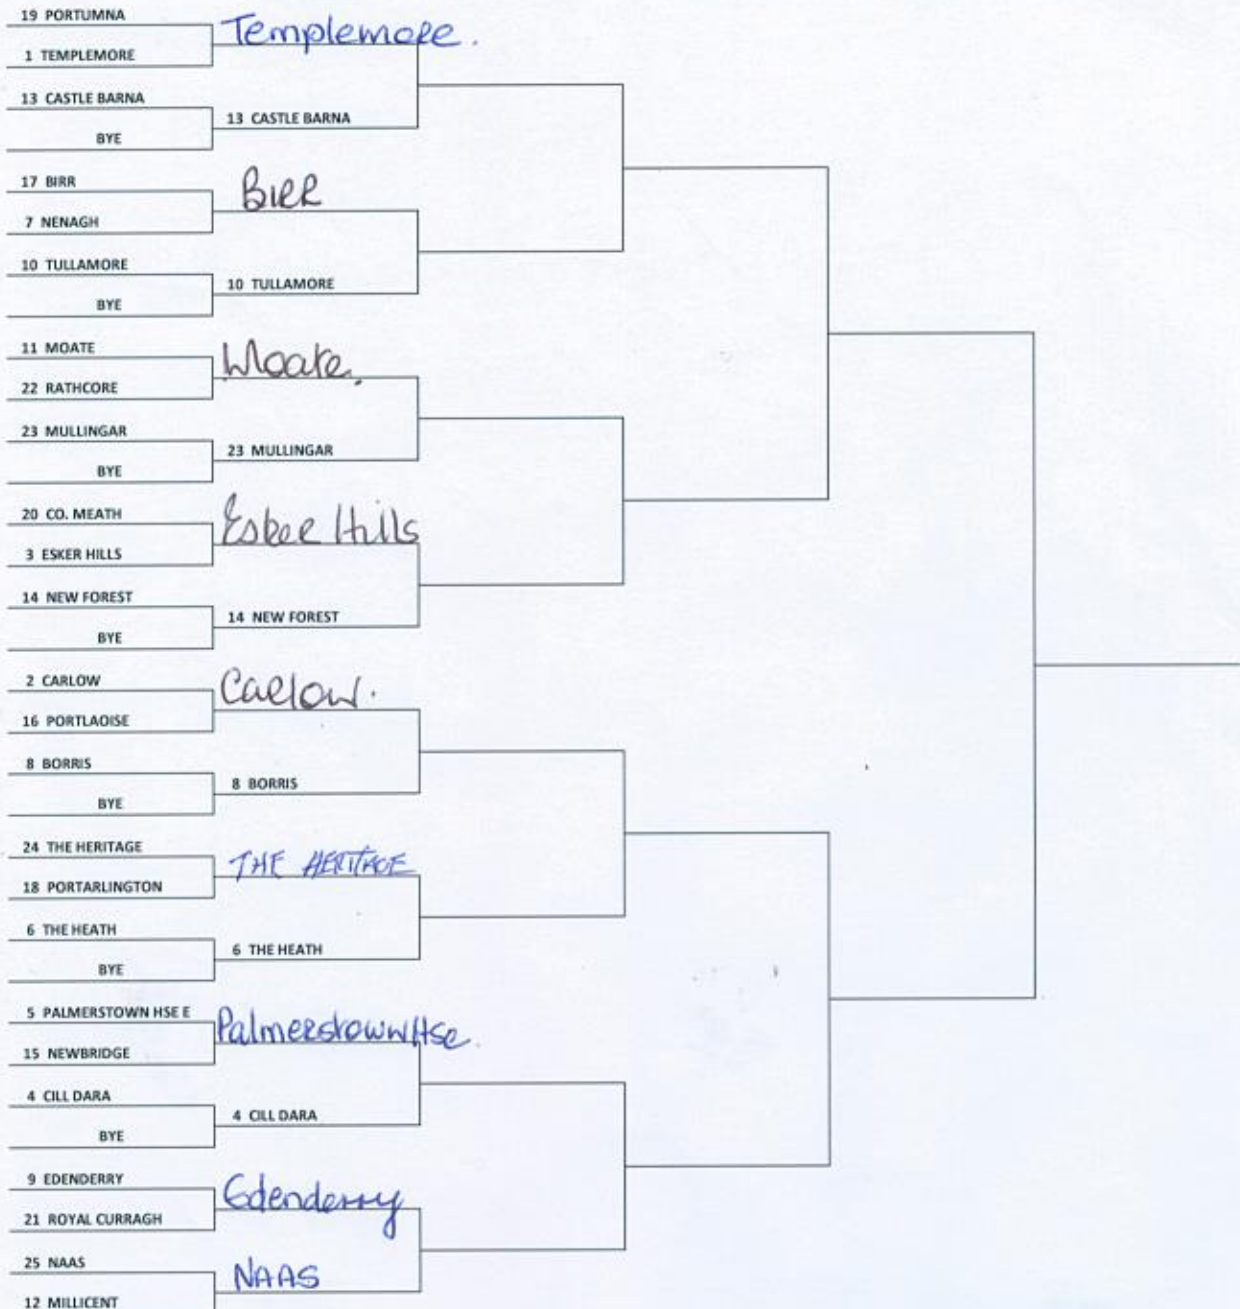 19 PORTUMNA
Templemore.
1 TEMPLEMORE
13 CASTLE BARNA
13 CASTLE BARNA
BYE
17 BIRR
Birr
7 NENAGH
10 TULLAMORE
10 TULLAMORE
BYE
11 MOATE
Moate.
22 RATHCORE
23 MULLINGAR
23 MULLINGAR
BYE
20 CO. MEATH
Esker Hills
3 ESKER HILLS
14 NEW FOREST
14 NEW FOREST
BYE
2 CARLOW
Carlow.
16 PORTLAOISE
8 BORRIS
8 BORRIS
BYE
24 THE HERITAGE
THE HERITAGE
18 PORTARLINGTON
6 THE HEATH
6 THE HEATH
BYE
5 PALMERSTOWN HSE E
Palmerstown Hse.
15 NEWBRIDGE
4 CILL DARA
4 CILL DARA
BYE
9 EDENDERRY
Edenderry
21 ROYAL CURRAGH
25 NAAS
NAAS
12 MILLICENT